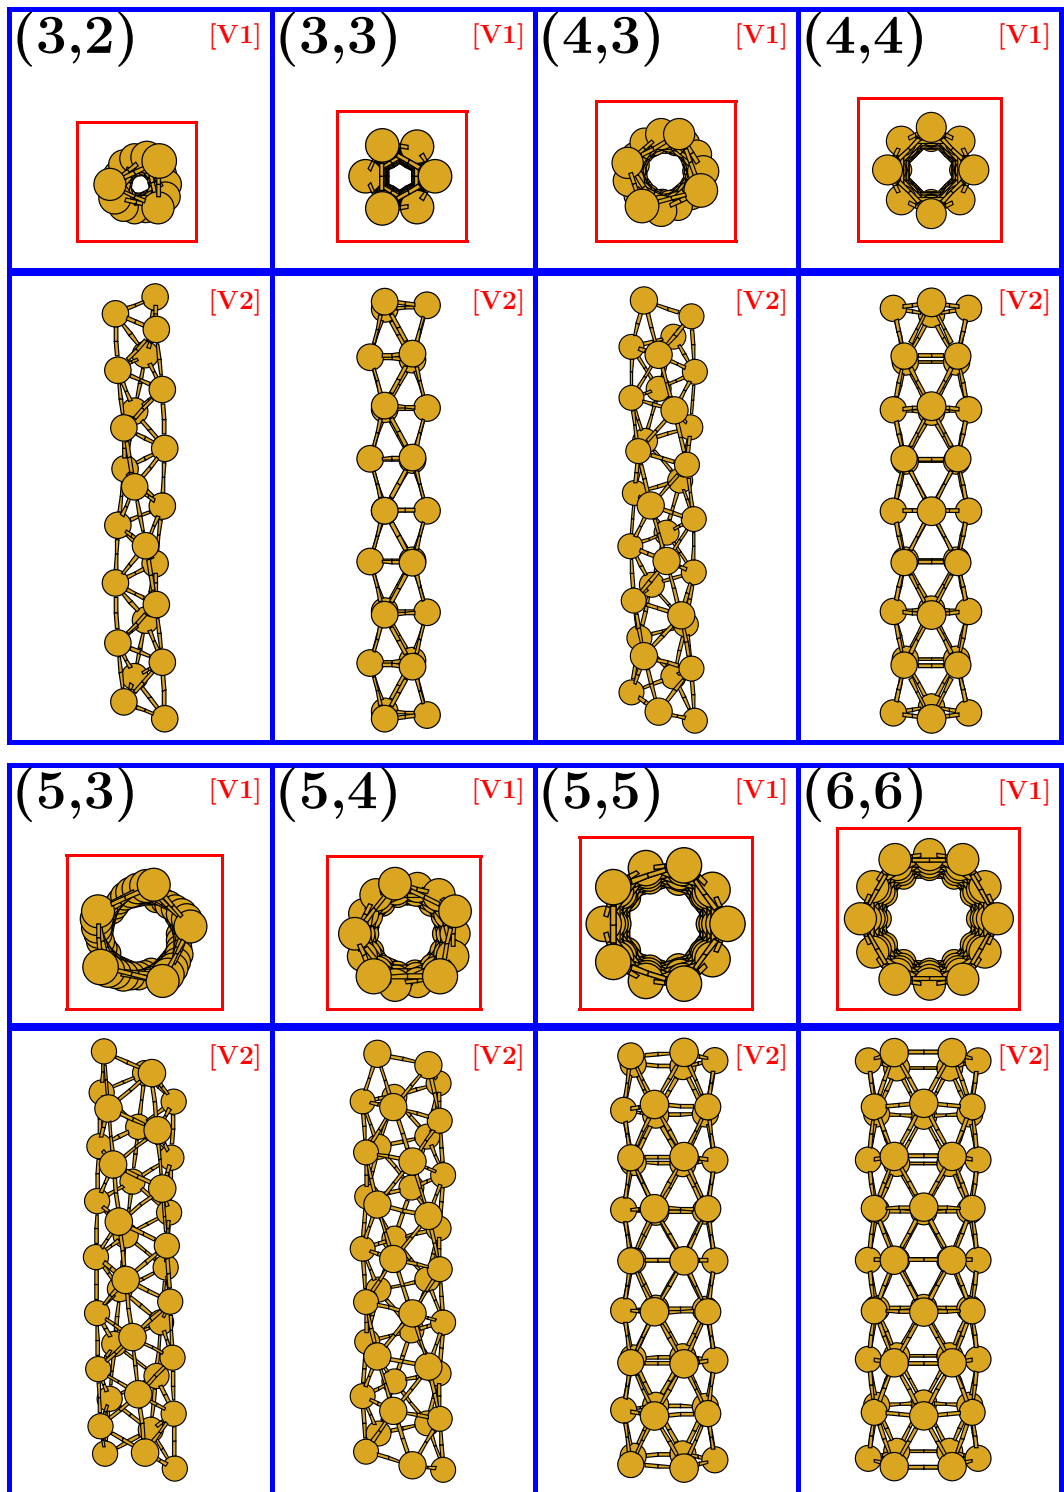 (3,2) [V1] (3,3) [V1] (4,3) [V1] (4,4) [V1]
[V2] [V2] [V2] [V2]
(5,3) [V1] (5,4) [V1] (5,5) [V1] (6,6) [V1]
[V2] [V2] [V2] [V2]